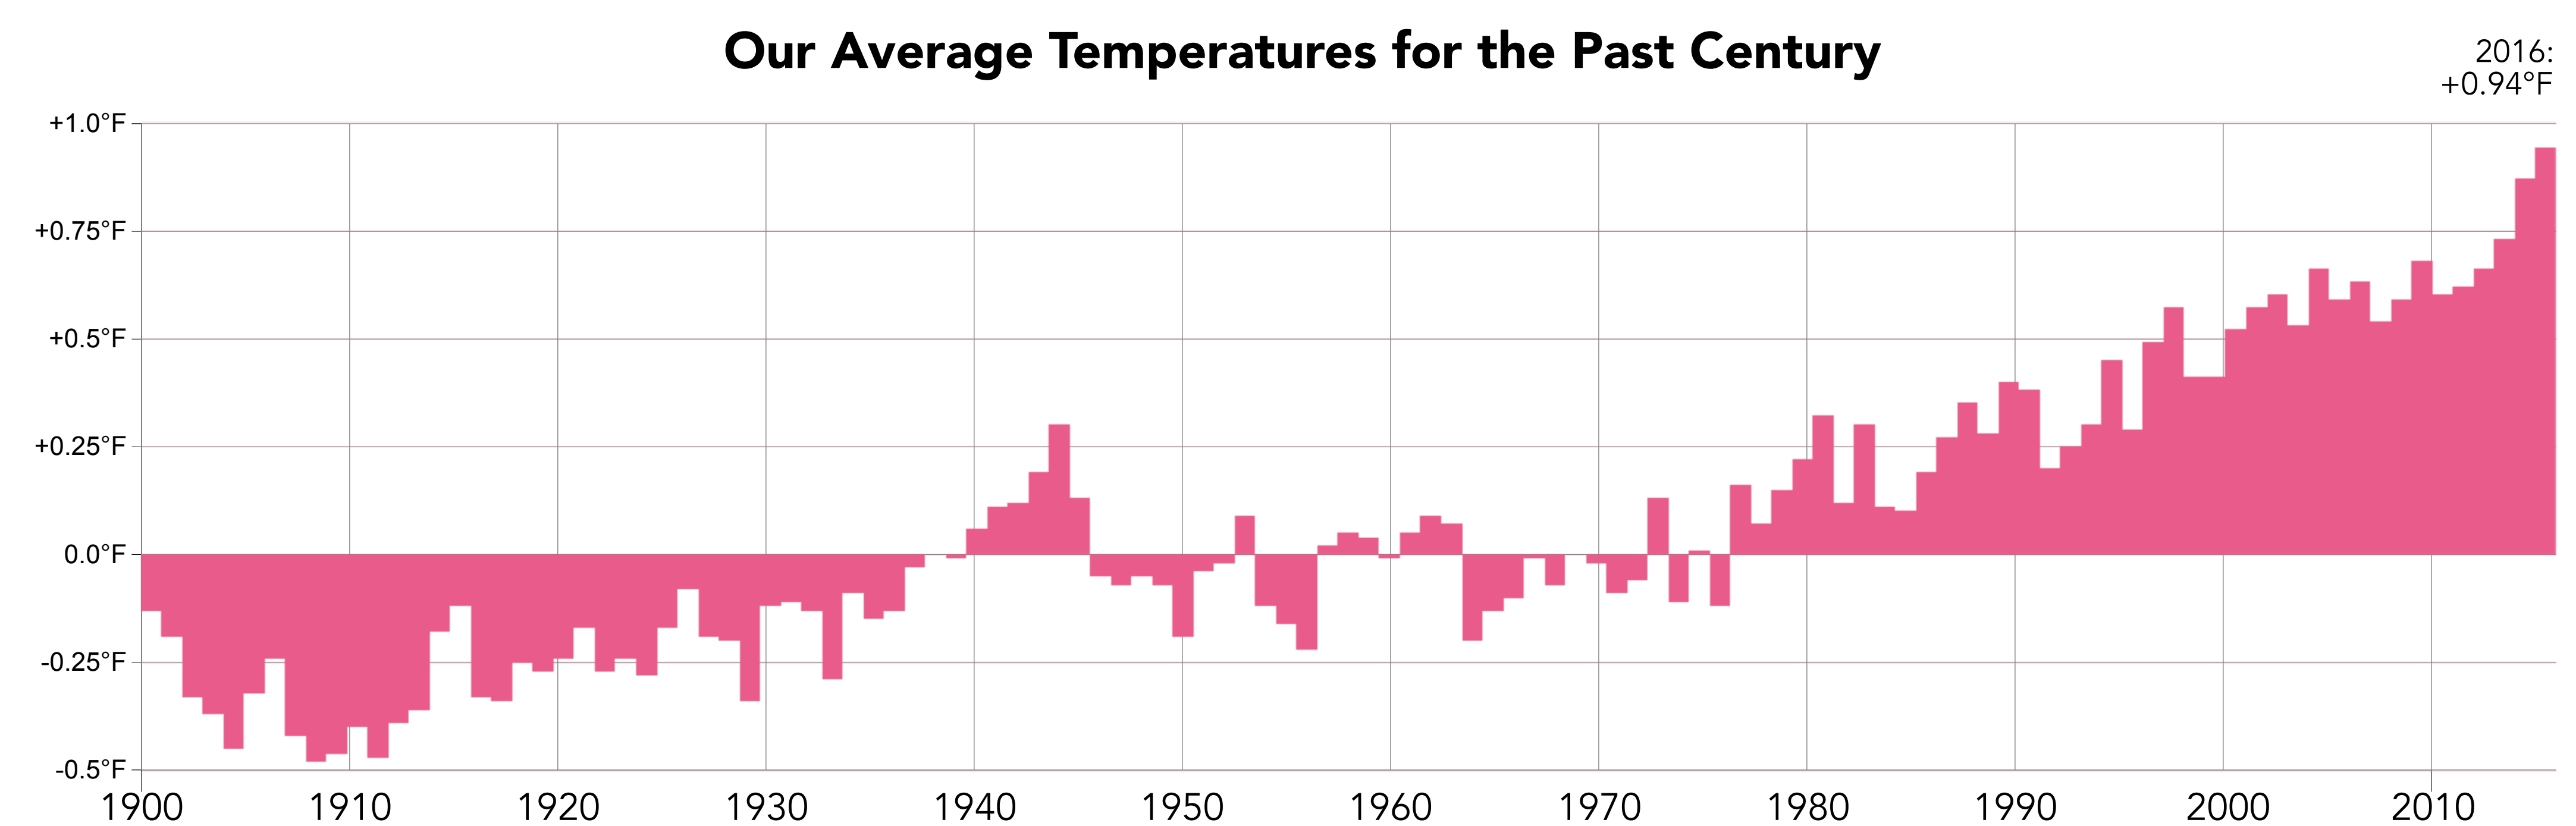 Our Average Temperatures for the Past Century
2016:
+0.94°F
+1.0°F
+0.75°F
+0.5°F
+0.25°F
0.0°F
-0.25°F
-0.5°F
1900 1910 1920 1930 1940 1950 1960 1970 1980 1990 2000 2010